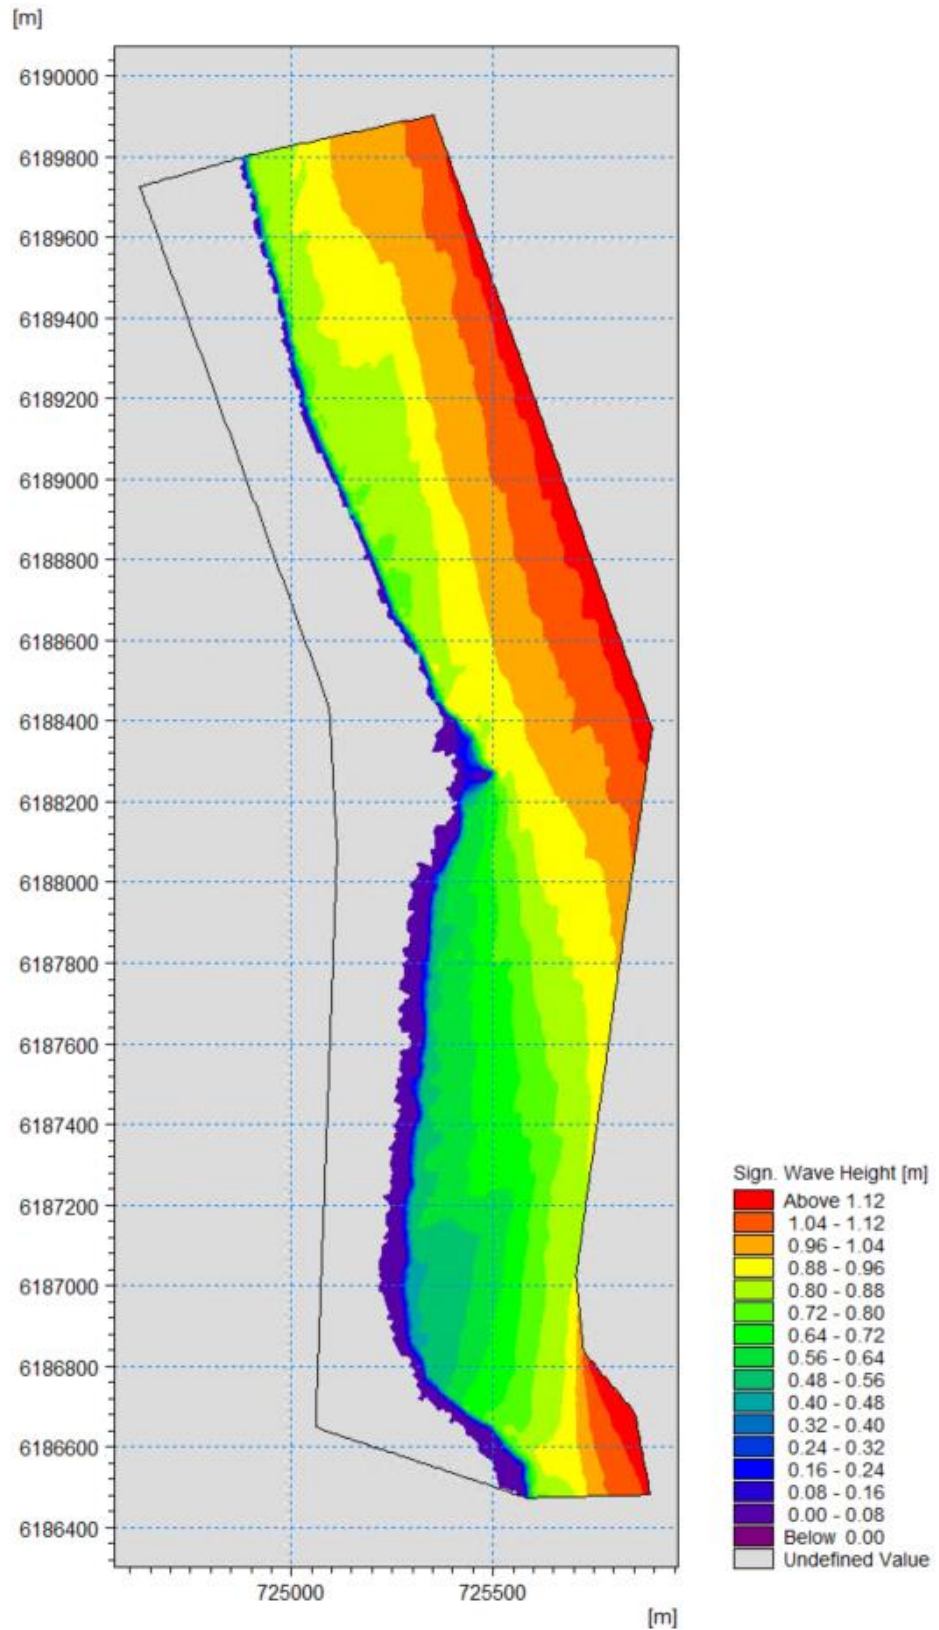 [m]
6190000
6189800
6189600
6189400
6189200
6189000
6188800
6188600
6188400
6188200
6188000
6187800
6187600
6187400
6187200
6187000
6186800
6186600
6186400
725000 725500
[m]
Sign. Wave Height [m]
Above 1.12
1.04 - 1.12
0.96 - 1.04
0.88 - 0.96
0.80 - 0.88
0.72 - 0.80
0.64 - 0.72
0.56 - 0.64
0.48 - 0.56
0.40 - 0.48
0.32 - 0.40
0.24 - 0.32
0.16 - 0.24
0.08 - 0.16
0.00 - 0.08
Below 0.00
Undefined Value